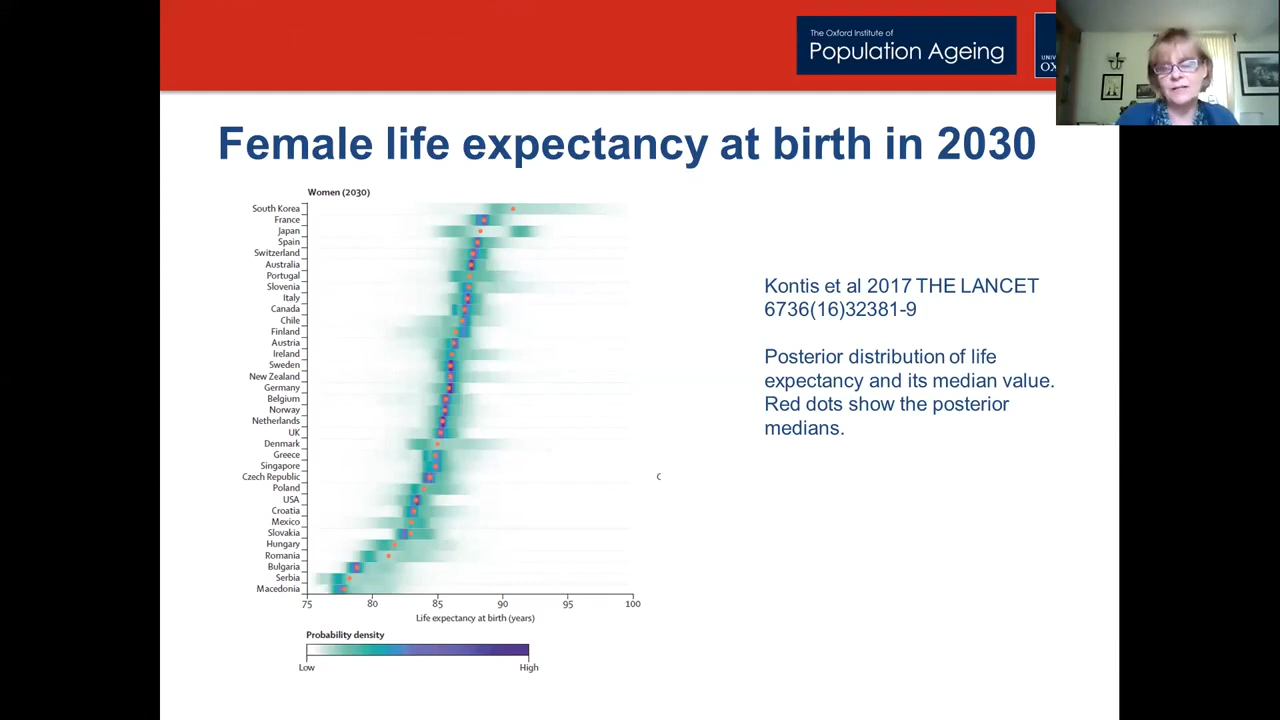 The Oxford Institute of
Population Ageing
UNIV
OX
Female life expectancy at birth in 2030
Women (2030)
South Korea
France
Japan
Spain
Switzerland
Australia
Portugal
Slovenia
Italy
Canada
Chile
Finland
Austria
Ireland
Sweden
New Zealand
Germany
Belgium
Norway
Netherlands
UK
Denmark
Greece
Singapore
Czech Republic
Poland
USA
Croatia
Mexico
Slovakia
Hungary
Romania
Bulgaria
Serbia
Macedonia
75 80 85 90 95 100
Life expectancy at birth (years)
Probability density
Low High
C
Kontis et al 2017 THE LANCET
6736(16)32381-9
Posterior distribution of life
expectancy and its median value.
Red dots show the posterior
medians.